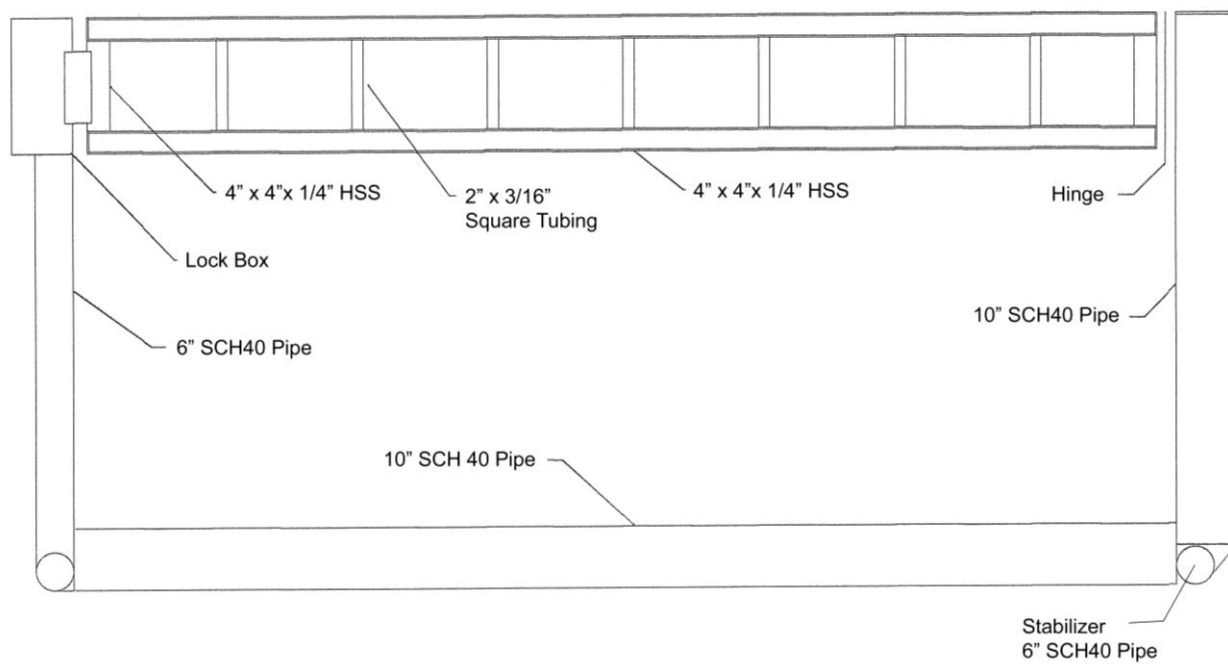 4” x 4”x 1/4” HSS
2” x 3/16”
Square Tubing
4” x 4”x 1/4” HSS
Hinge
Lock Box
10” SCH40 Pipe
6” SCH40 Pipe
10” SCH 40 Pipe
Stabilizer
6” SCH40 Pipe